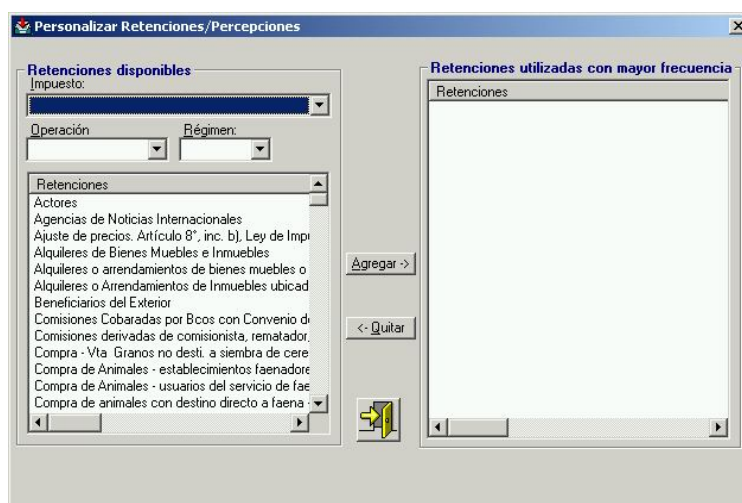 Personalizar Retenciones/Percepciones
Retenciones disponibles
Impuesto:
Operación
Régimen:
Retenciones
Actores
Agencias de Noticias Internacionales
Ajuste de precios. Artículo 8°, inc. b), Ley de Impu
Alquileres de Bienes Muebles e Inmuebles
Alquileres o arrendamientos de bienes muebles o
Alquileres o Arrendamientos de Inmuebles ubicad
Beneficiarios del Exterior
Comisiones Cobaradas por Bcos con Convenio de
Comisiones derivadas de comisionista, rematador,
Compra - Vta Granos no desti. a siembra de cere
Compra de Animales - establecimientos faenadore
Compra de Animales - usuarios del servicio de fae
Compra de animales con destino directo a faena -
Agregar ->
<- Quitar
Retenciones utilizadas con mayor frecuencia
Retenciones